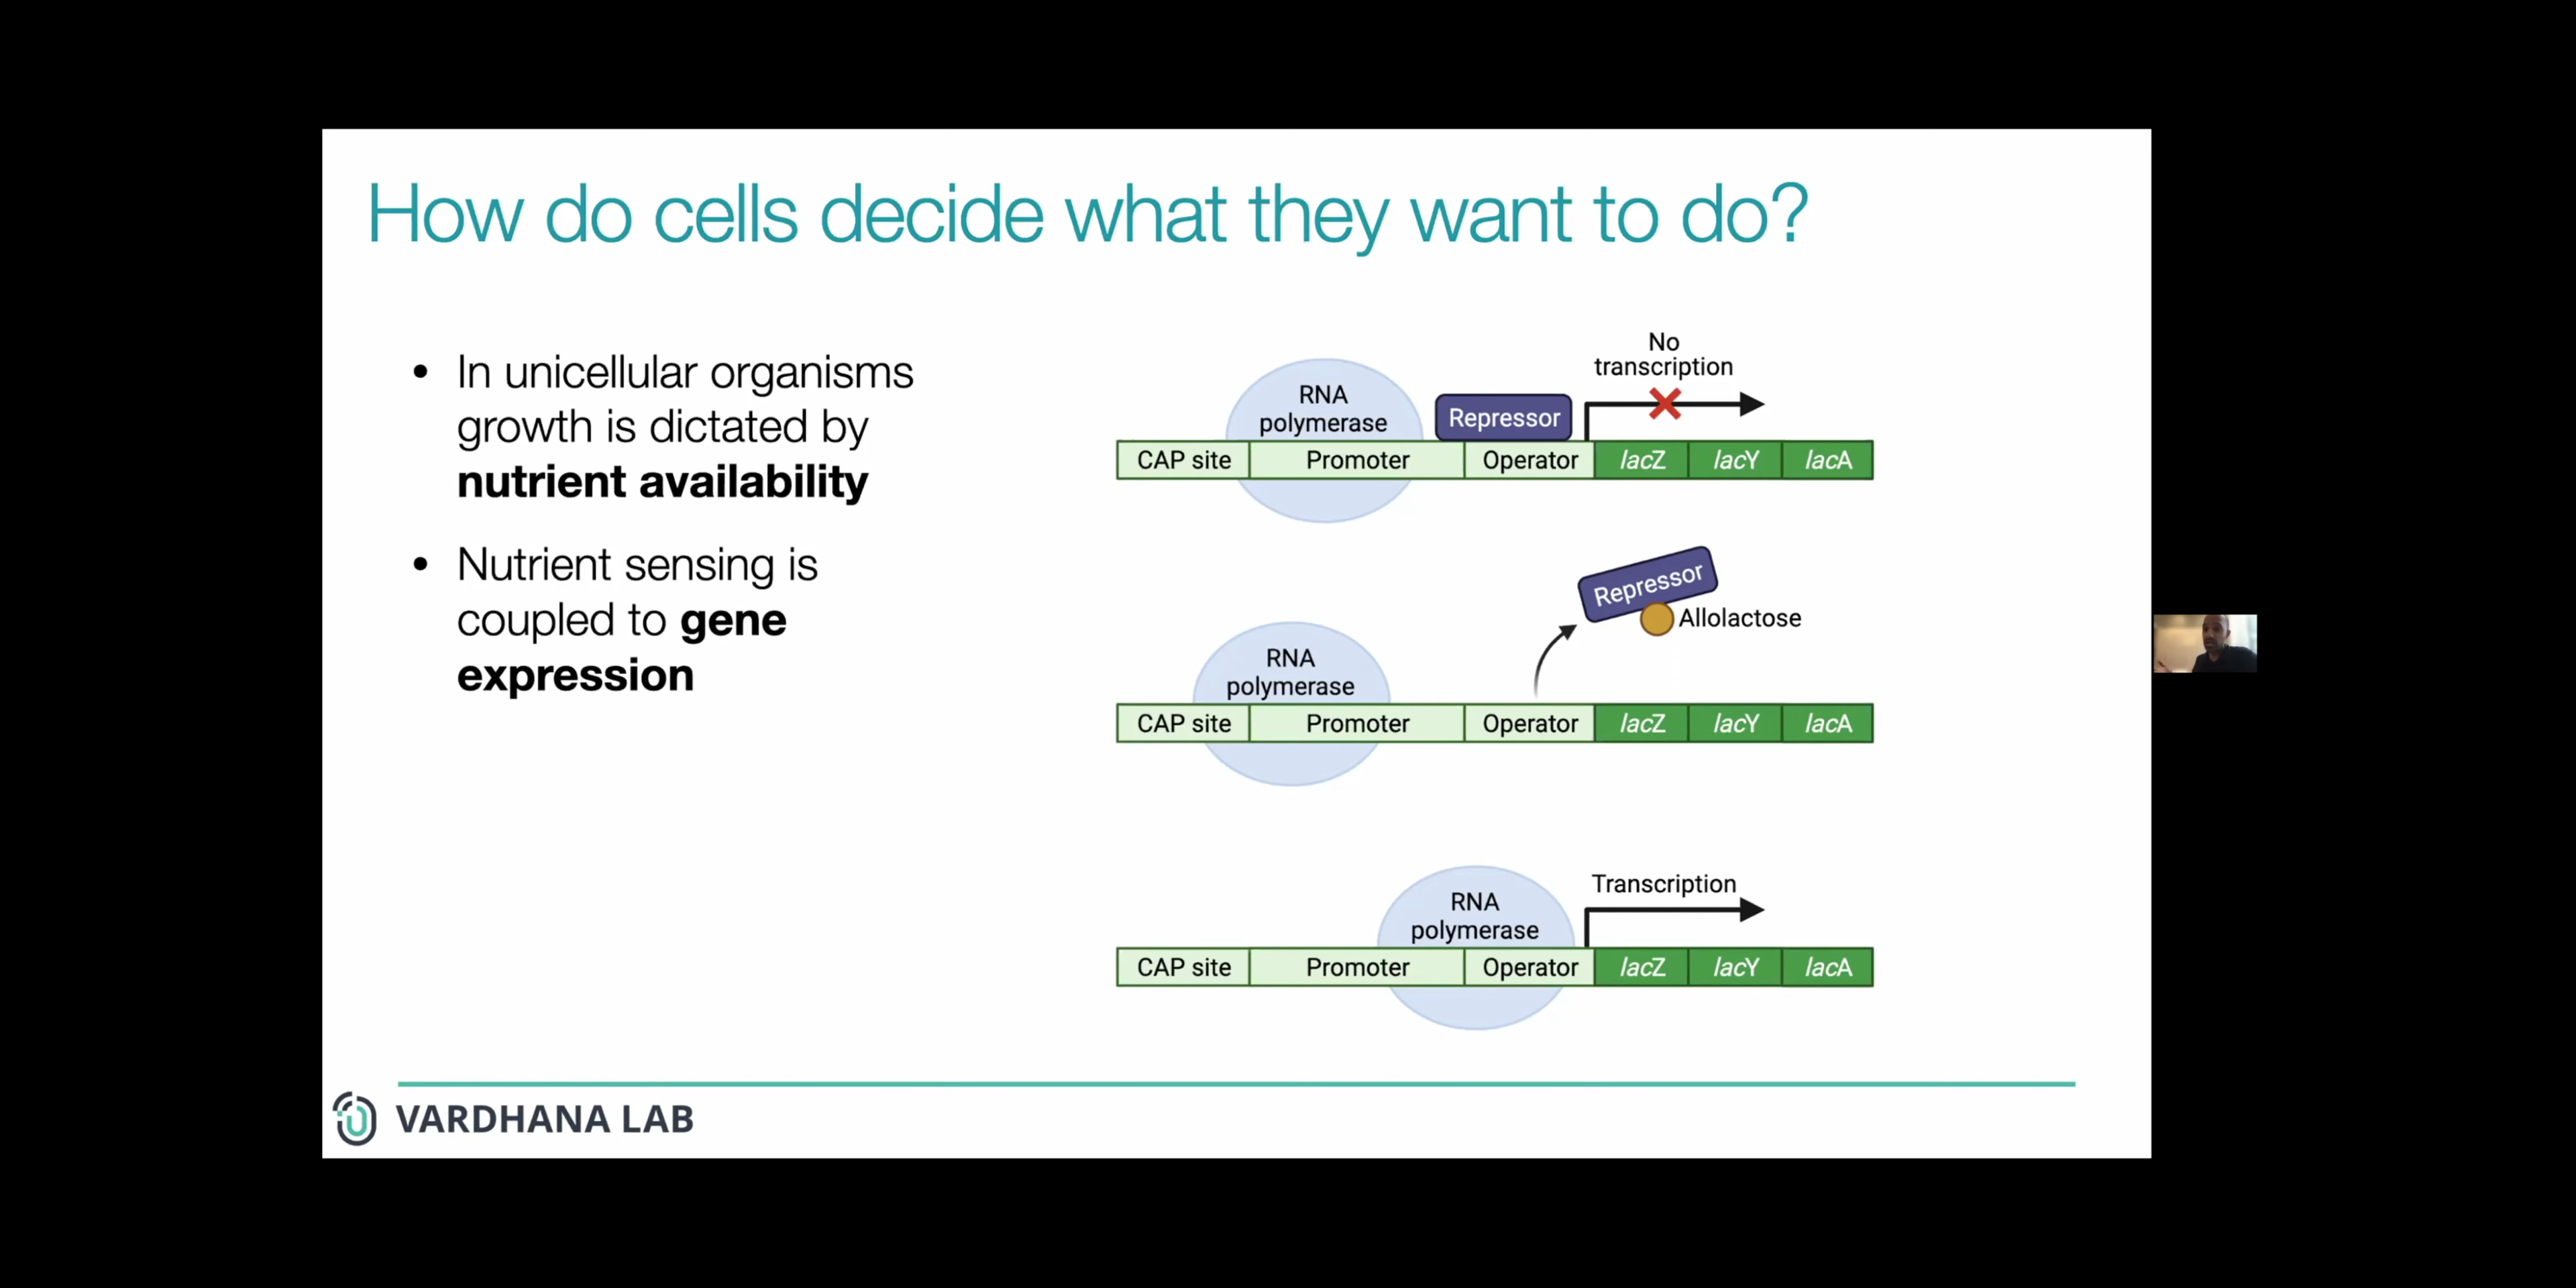 How do cells decide what they want to do?
• In unicellular organisms
growth is dictated by
nutrient availability
• Nutrient sensing is
coupled to gene
expression
No
transcription
RNA
polymerase
Repressor
CAP site Promoter Operator lacZ lacY lacA
Repressor
Allolactose
RNA
polymerase
CAP site Promoter Operator lacZ lacY lacA
Transcription
RNA
polymerase
CAP site Promoter Operator lacZ lacY lacA
VARDHANA LAB